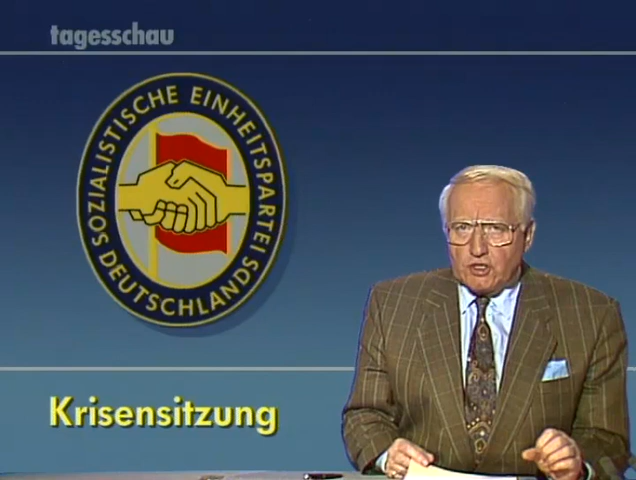 tagesschau
SOZIALISTISCHE EINHEITSPARTEI DEUTSCHLANDS
Krisensitzung